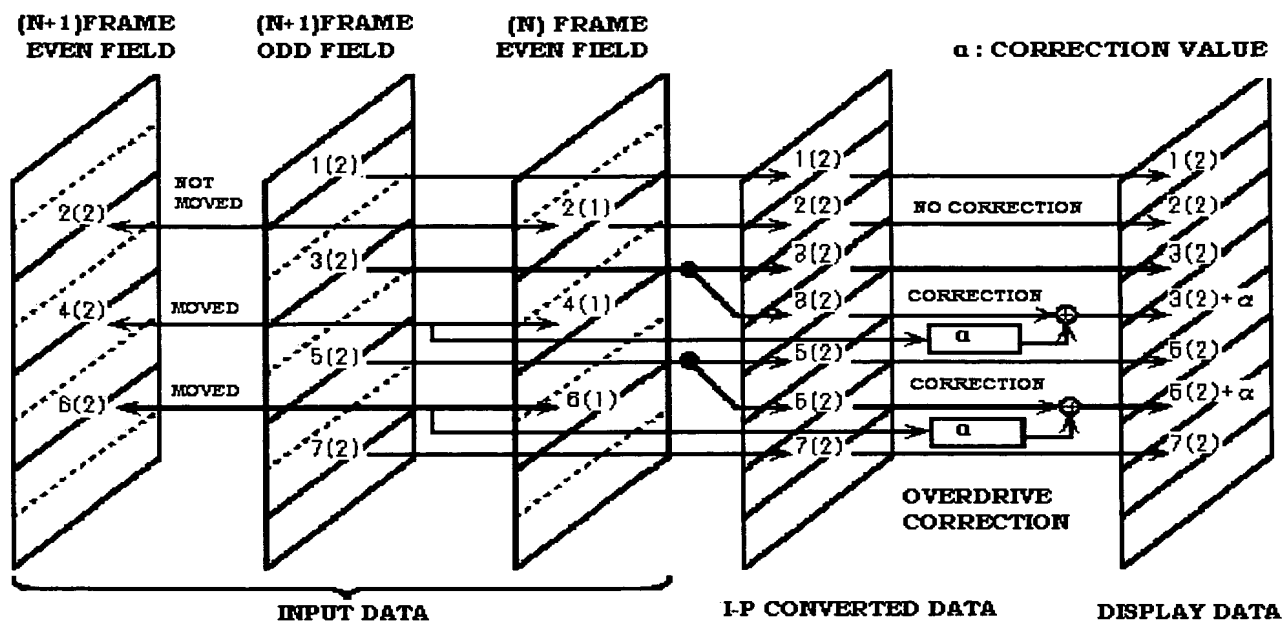 (N+1)FRAME
EVEN FIELD
(N+1)FRAME
ODD FIELD
(N) FRAME
EVEN FIELD
α : CORRECTION VALUE
2(2)
4(2)
6(2)
NOT
MOVED
MOVED
MOVED
1(2)
3(2)
5(2)
7(2)
2(1)
4(1)
6(1)
1(2)
2(2)
3(2)
3(2)
5(2)
5(2)
7(2)
NO CORRECTION
CORRECTION
α
CORRECTION
α
OVERDRIVE
CORRECTION
1(2)
2(2)
3(2)
3(2)+α
5(2)
5(2)+α
7(2)
INPUT DATA
I-P CONVERTED DATA
DISPLAY DATA